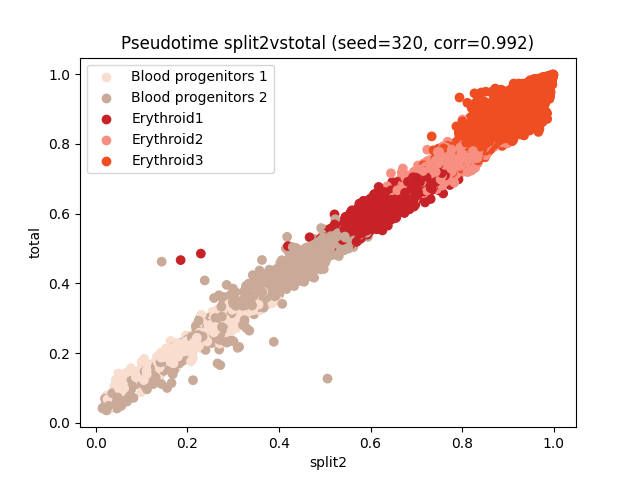 Pseudotime split2vstotal (seed=320, corr=0.992)
Blood progenitors 1
Blood progenitors 2
Erythroid1
Erythroid2
Erythroid3
total
1.0
0.8
0.6
0.4
0.2
0.0
0.0 0.2 0.4 0.6 0.8 1.0
split2